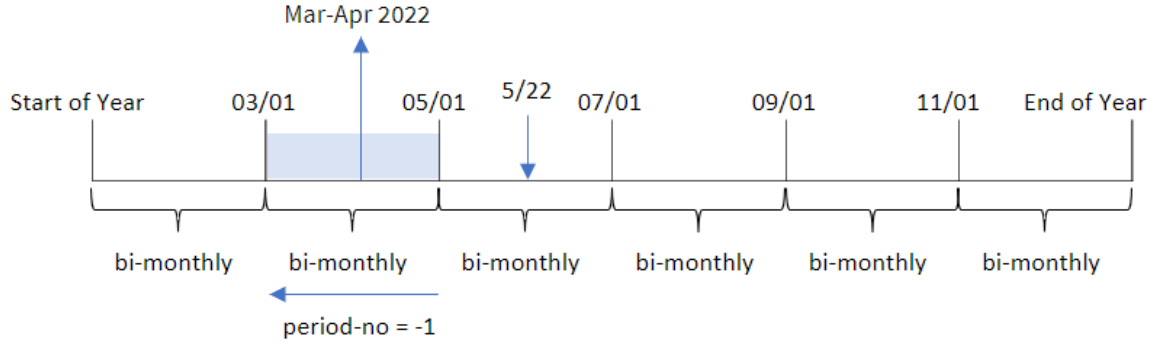 Mar-Apr 2022
Start of Year 03/01 05/01 5/22 07/01 09/01 11/01 End of Year
bi-monthly bi-monthly bi-monthly bi-monthly bi-monthly bi-monthly
period-no = -1